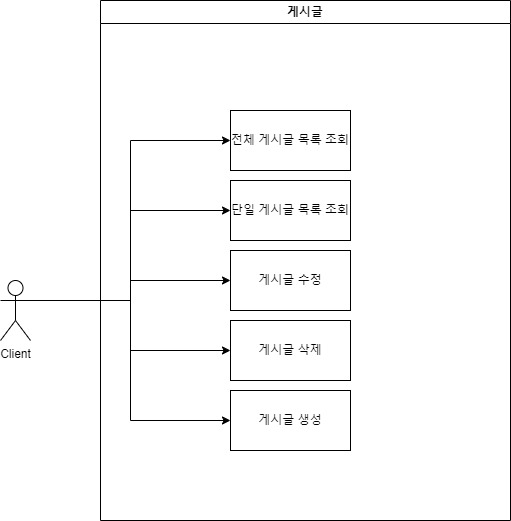 게시글
전체 게시글 목록 조회
단일 게시글 목록 조회
게시글 수정
게시글 삭제
게시글 생성
Client